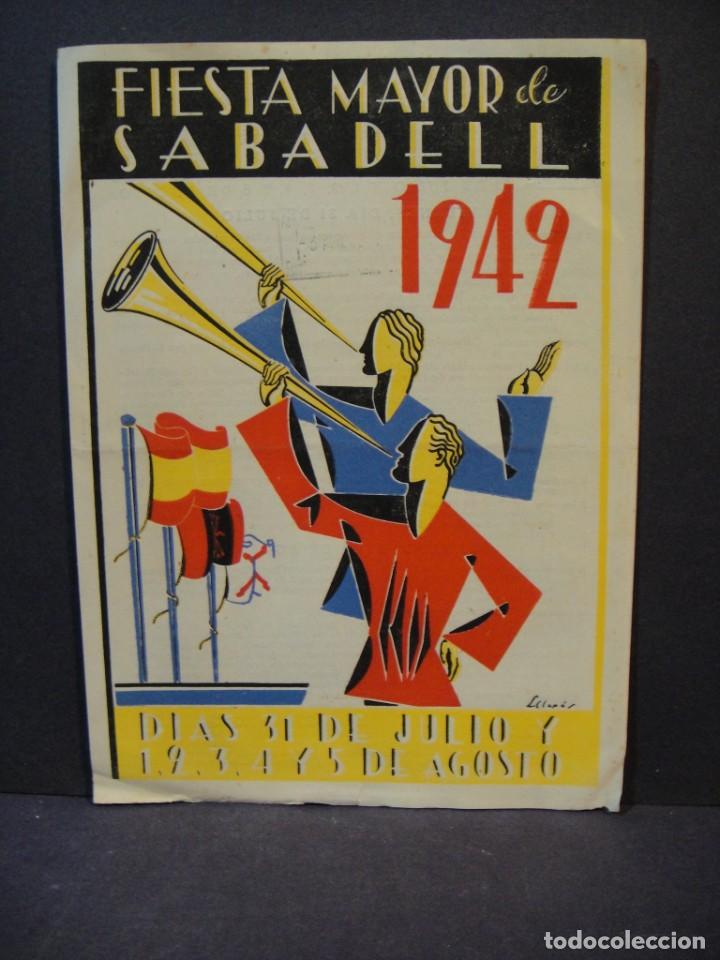 FIESTA MAYOR de
SABADELL
1942
DIAS 31 DE JULIO Y
1, 2, 3, 4 Y 5 DE AGOSTO
todocoleccion